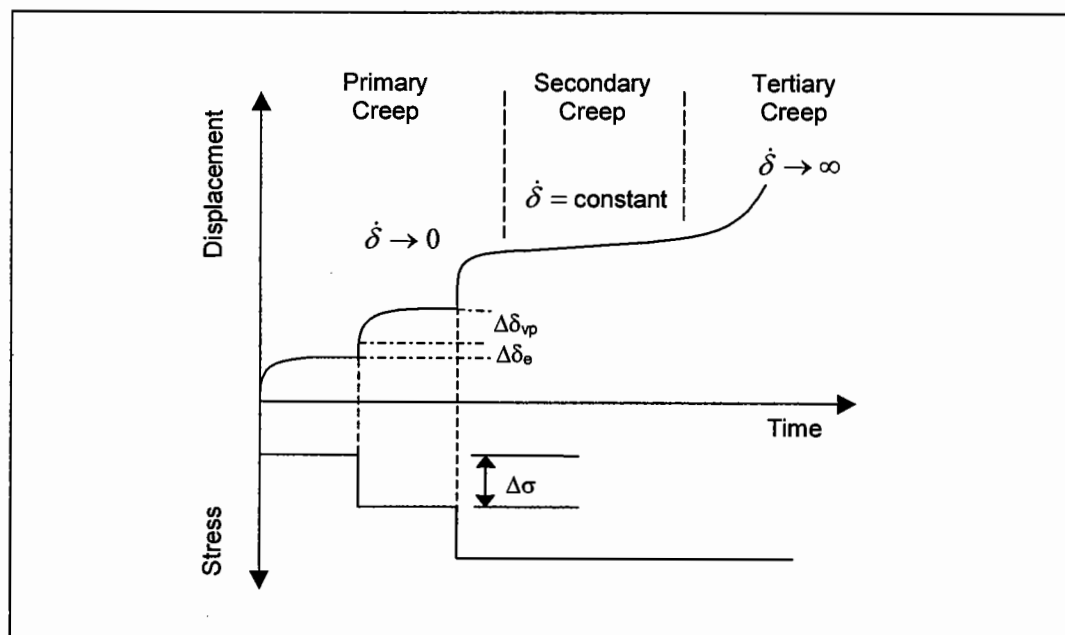 Primary
Creep
Secondary
Creep
Tertiary
Creep
Displacement
δ̇ → 0
δ̇ = constant
δ̇ → ∞
Δδvp
Δδe
Time
Stress
Δσ